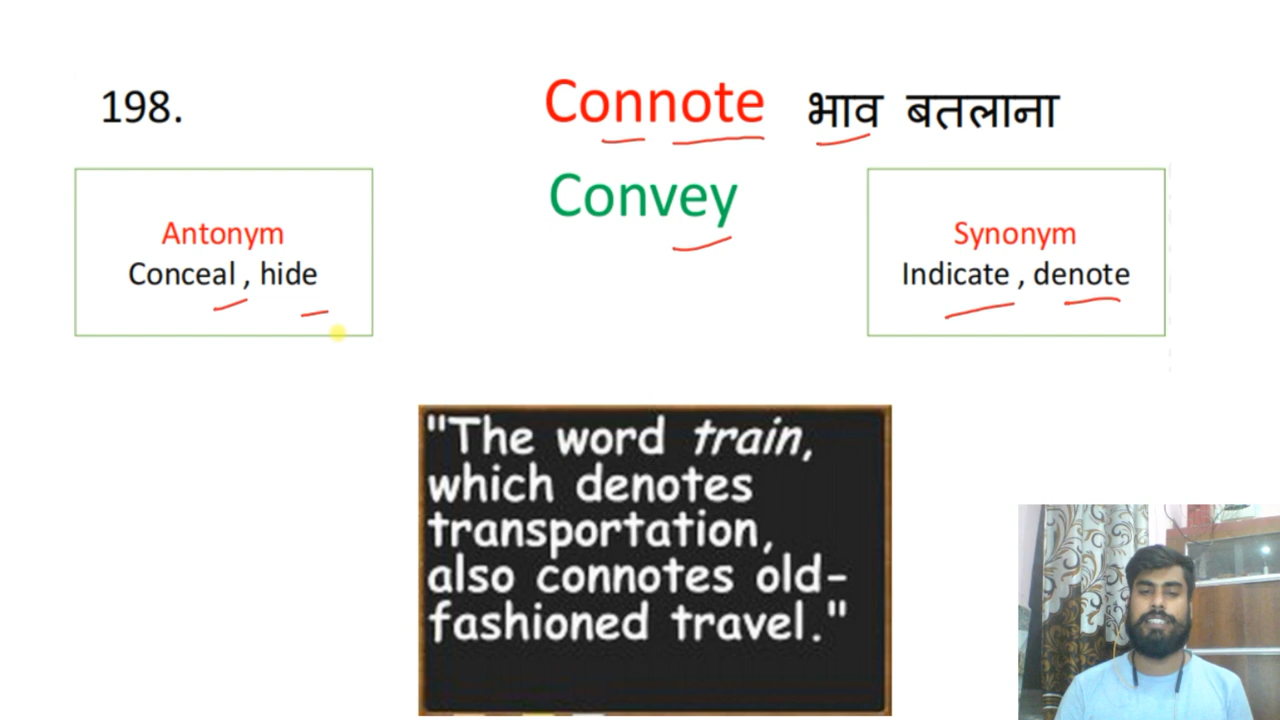 198.
Connote भाव बतलाना
Convey
Antonym
Conceal , hide
Synonym
Indicate , denote
"The word train,
which denotes
transportation,
also connotes old-
fashioned travel."